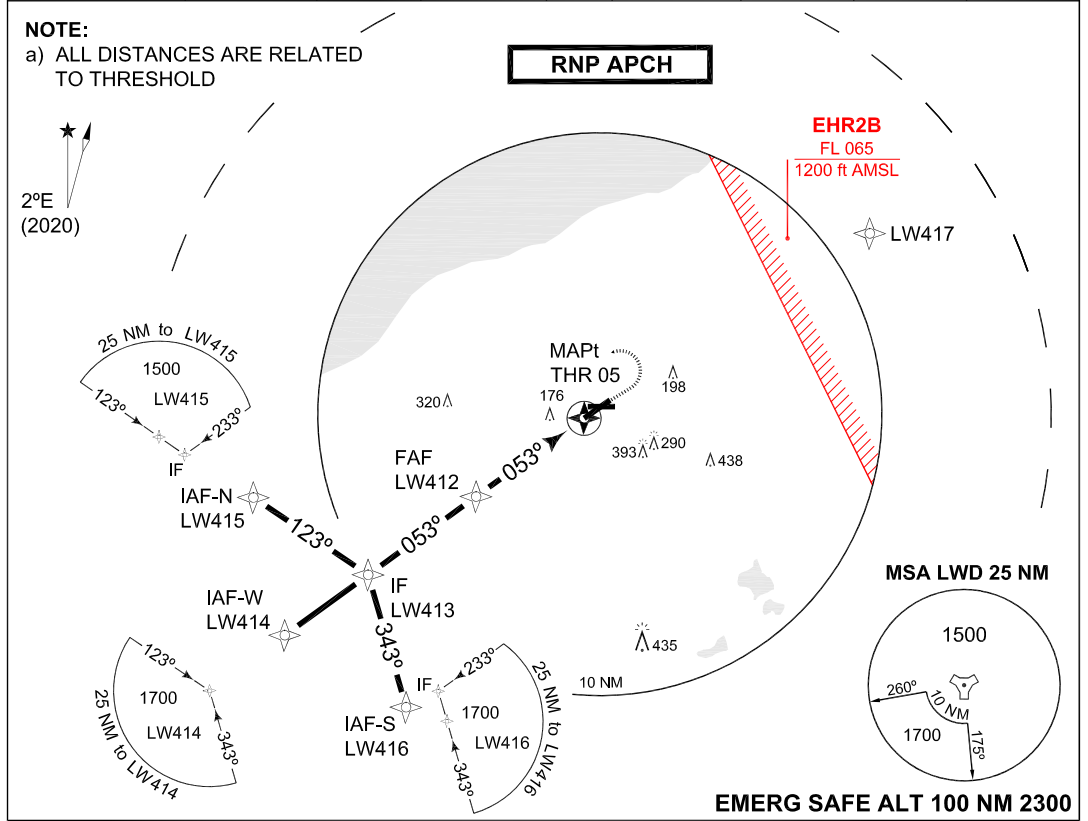 NOTE:
a) ALL DISTANCES ARE RELATED
TO THRESHOLD
RNP APCH
EHR2B
FL 065
1200 ft AMSL
2ºE
(2020)
LW417
25 NM to LW415
1500
LW415
123º
233º
IF
MAPt
THR 05
198
320
176
393
290
438
FAF
LW412
053º
IAF-N
LW415
123º
053º
IF
LW413
IAF-W
LW414
343º
435
10 NM
IAF-S
LW416
123º
1700
LW414
343º
25 NM to LW414
IF
233º
1700
LW416
343º
25 NM to LW416
MSA LWD 25 NM
1500
260º
10 NM
1700
175º
EMERG SAFE ALT 100 NM 2300